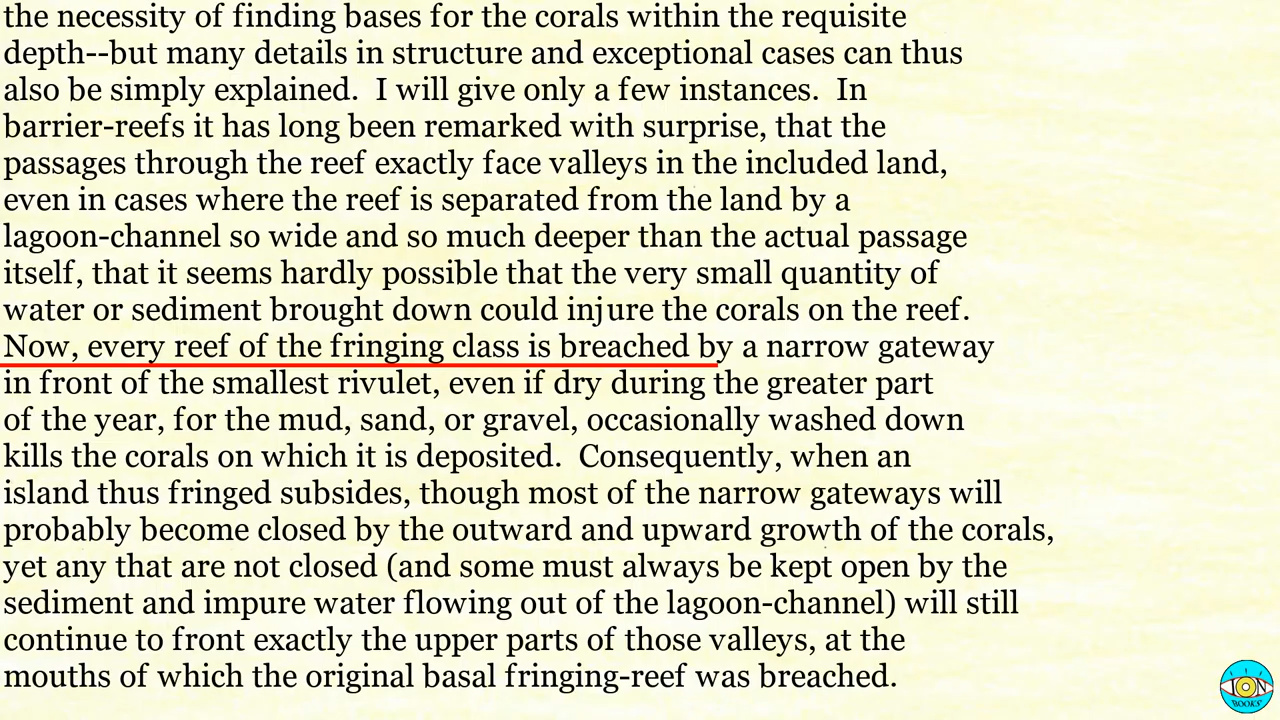 the necessity of finding bases for the corals within the requisite
depth--but many details in structure and exceptional cases can thus
also be simply explained.  I will give only a few instances.  In
barrier-reefs it has long been remarked with surprise, that the
passages through the reef exactly face valleys in the included land,
even in cases where the reef is separated from the land by a
lagoon-channel so wide and so much deeper than the actual passage
itself, that it seems hardly possible that the very small quantity of
water or sediment brought down could injure the corals on the reef.
Now, every reef of the fringing class is breached by a narrow gateway
in front of the smallest rivulet, even if dry during the greater part
of the year, for the mud, sand, or gravel, occasionally washed down
kills the corals on which it is deposited.  Consequently, when an
island thus fringed subsides, though most of the narrow gateways will
probably become closed by the outward and upward growth of the corals,
yet any that are not closed (and some must always be kept open by the
sediment and impure water flowing out of the lagoon-channel) will still
continue to front exactly the upper parts of those valleys, at the
mouths of which the original basal fringing-reef was breached.
ION
BOOKS